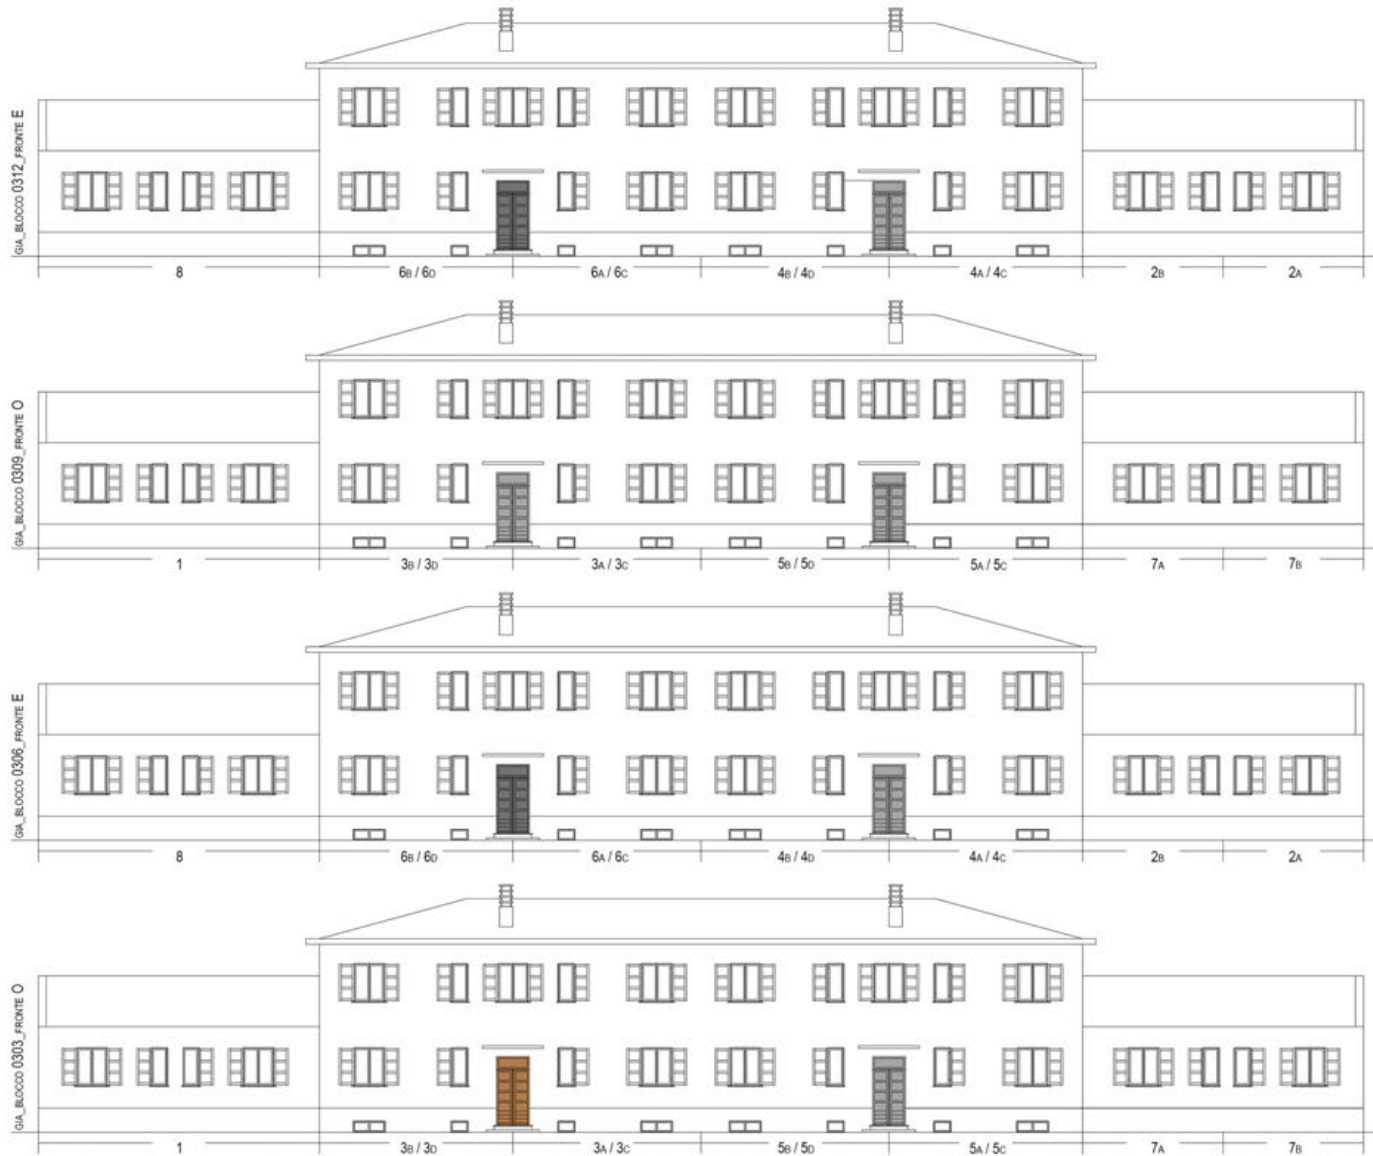 GIA_BLOCCO 0312_FRONTE E
8 6B / 6D 6A / 6C 4B / 4D 4A / 4C 2B 2A
GIA_BLOCCO 0309_FRONTE O
1 3B / 3D 3A / 3C 5B / 5D 5A / 5C 7A 7B
GIA_BLOCCO 0306_FRONTE E
8 6B / 6D 6A / 6C 4B / 4D 4A / 4C 2B 2A
GIA_BLOCCO 0303_FRONTE O
1 3B / 3D 3A / 3C 5B / 5D 5A / 5C 7A 7B